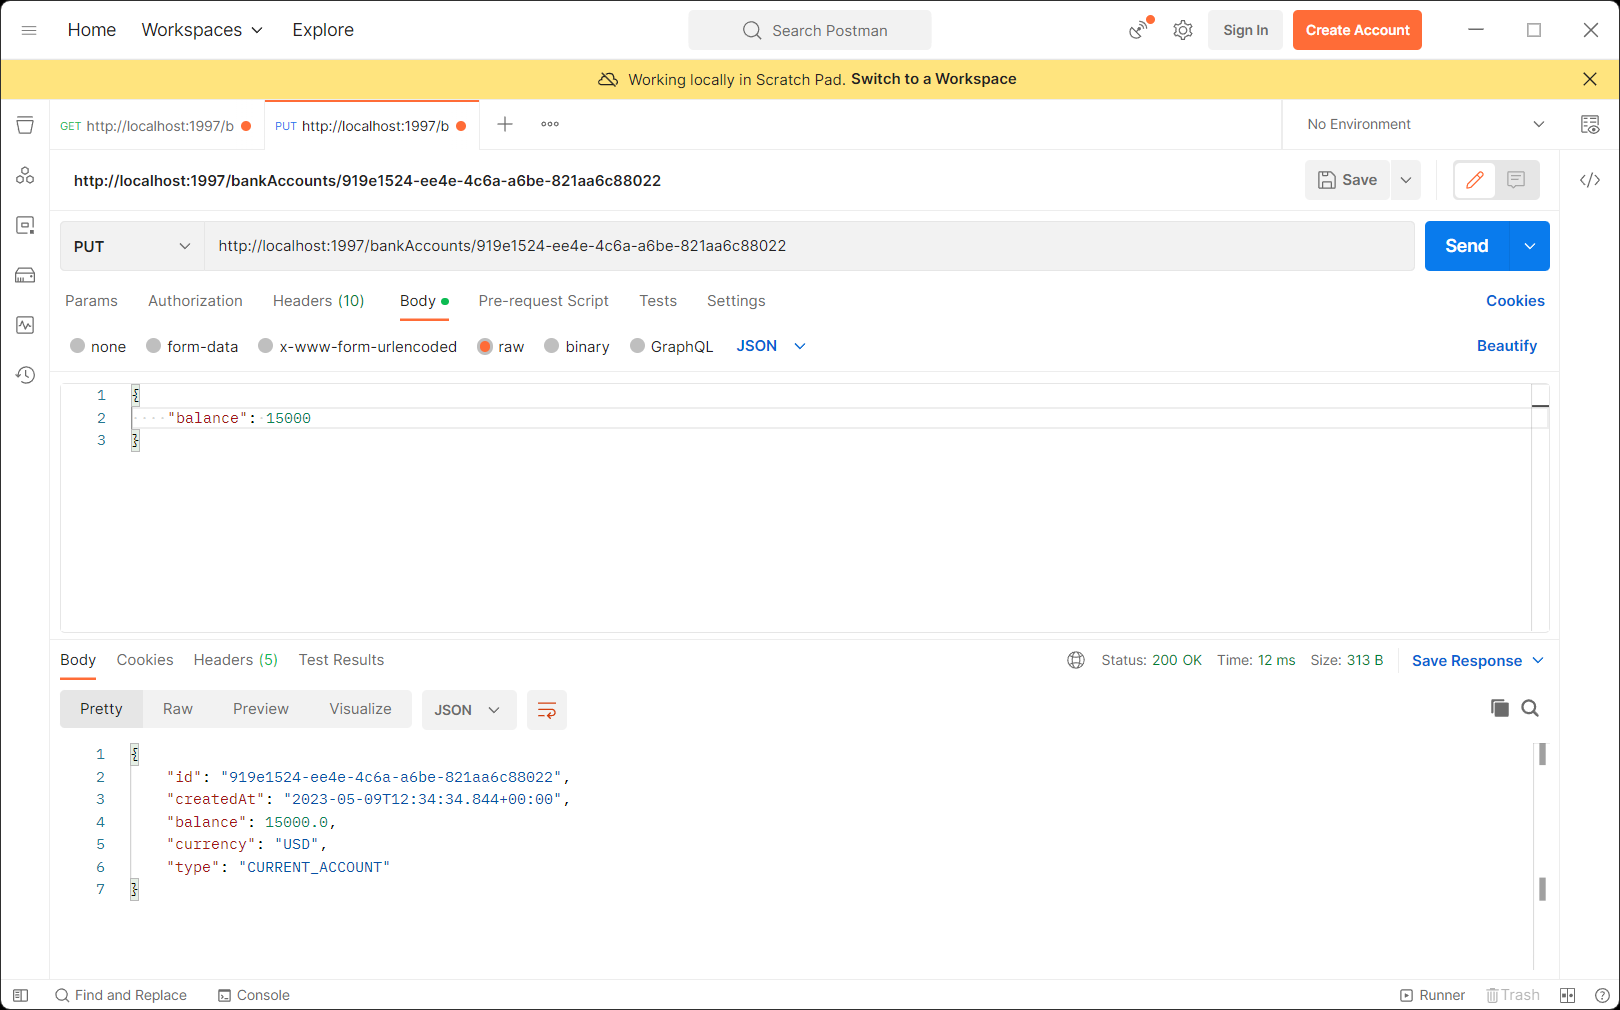 Home Workspaces Explore Search Postman Sign In Create Account
Working locally in Scratch Pad. Switch to a Workspace
GET http://localhost:1997/b PUT http://localhost:1997/b No Environment
http://localhost:1997/bankAccounts/919e1524-ee4e-4c6a-a6be-821aa6c88022 Save
PUT http://localhost:1997/bankAccounts/919e1524-ee4e-4c6a-a6be-821aa6c88022 Send
Params Authorization Headers (10) Body Pre-request Script Tests Settings Cookies
none form-data x-www-form-urlencoded raw binary GraphQL JSON Beautify
1 {
2 "balance": 15000
3 }
Body Cookies Headers (5) Test Results Status: 200 OK Time: 12 ms Size: 313 B Save Response
Pretty Raw Preview Visualize JSON
1 {
2 "id": "919e1524-ee4e-4c6a-a6be-821aa6c88022",
3 "createdAt": "2023-05-09T12:34:34.844+00:00",
4 "balance": 15000.0,
5 "currency": "USD",
6 "type": "CURRENT_ACCOUNT"
7 }
Find and Replace Console Runner Trash